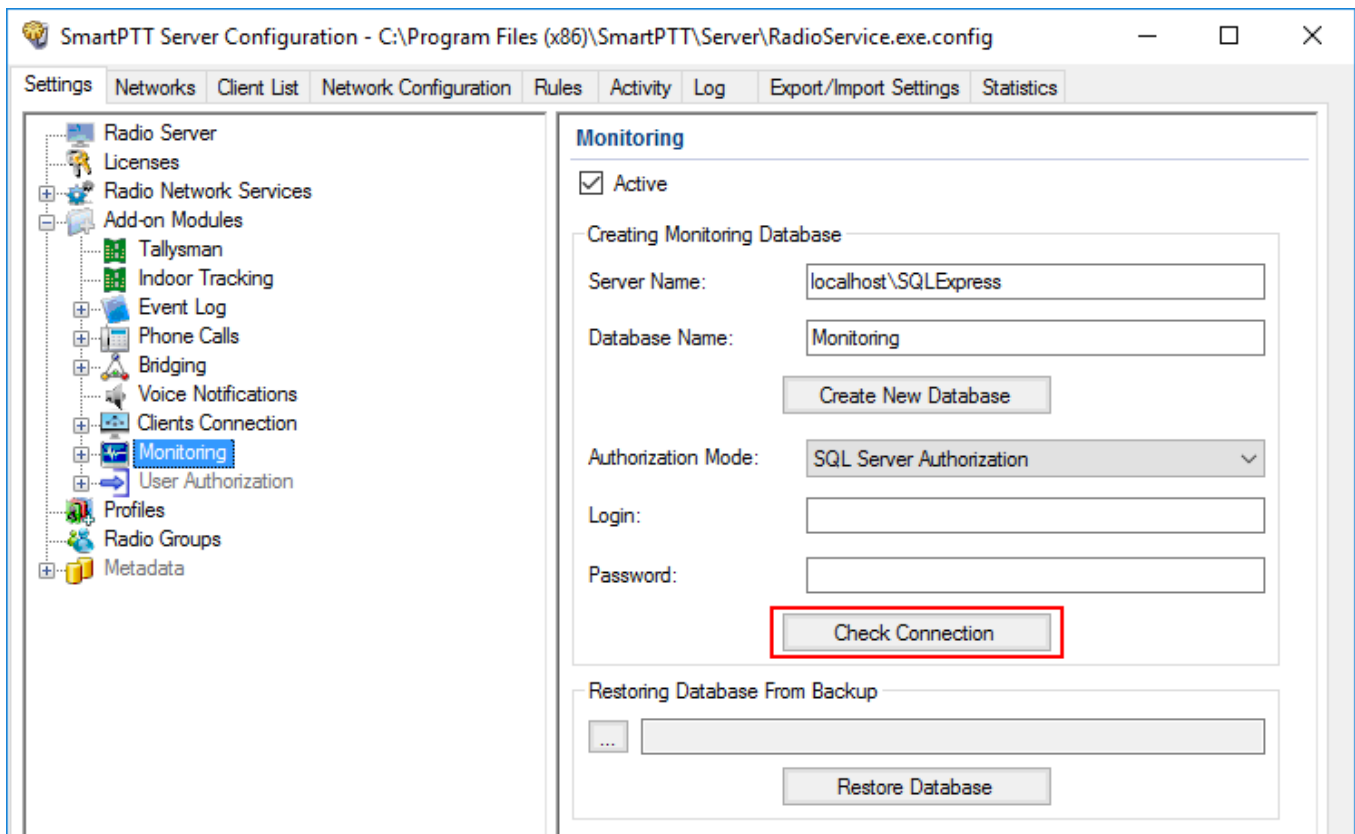 SmartPTT Server Configuration - C:\Program Files (x86)\SmartPTT\Server\RadioService.exe.config
Settings Networks Client List Network Configuration Rules Activity Log Export/Import Settings Statistics
Radio Server
Licenses
Radio Network Services
Add-on Modules
Tallysman
Indoor Tracking
Event Log
Phone Calls
Bridging
Voice Notifications
Clients Connection
Monitoring
User Authorization
Profiles
Radio Groups
Metadata
Monitoring
Active
Creating Monitoring Database
Server Name: localhost\SQLExpress
Database Name: Monitoring
Create New Database
Authorization Mode: SQL Server Authorization
Login:
Password:
Check Connection
Restoring Database From Backup
...
Restore Database